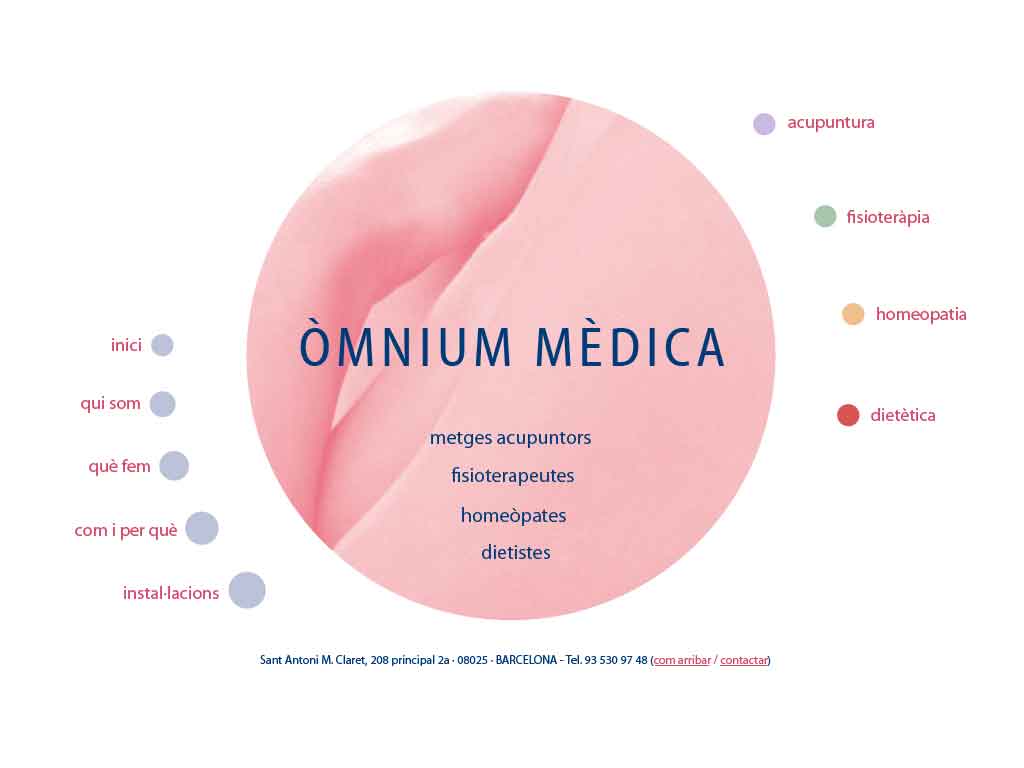 acupuntura
fisioteràpia
homeopatia
dietètica
inici
qui som
què fem
com i per què
instal·lacions
ÒMNIUM MÈDICA
metges acupuntors
fisioterapeutes
homeòpates
dietistes
Sant Antoni M. Claret, 208 principal 2a · 08025 · BARCELONA - Tel. 93 530 97 48 (com arribar / contactar)